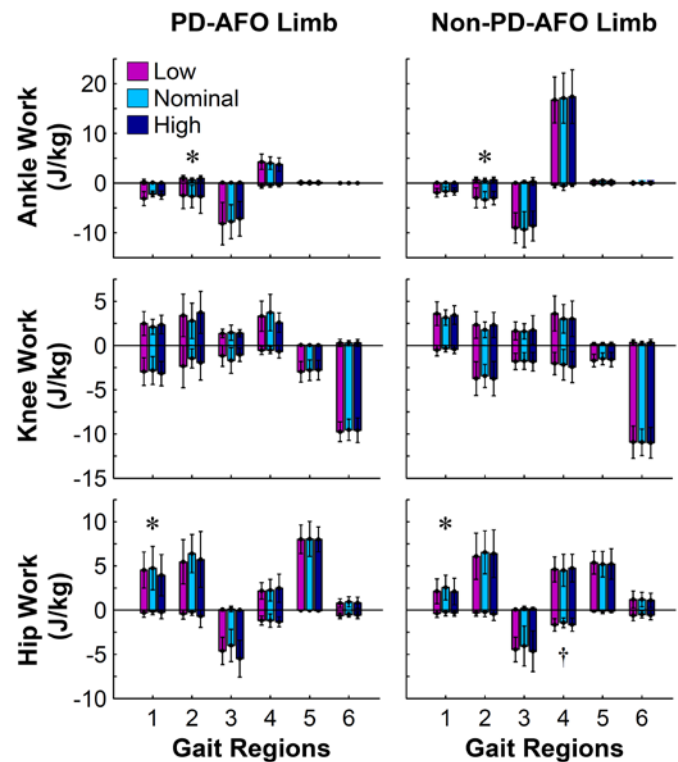 PD-AFO Limb
Non-PD-AFO Limb
Ankle Work
(J/kg)
20
10
0
-10
Low
Nominal
High
*
*
Knee Work
(J/kg)
5
0
-5
-10
-15
Hip Work
(J/kg)
10
5
0
-5
-10
*
*
†
1 2 3 4 5 6
1 2 3 4 5 6
Gait Regions
Gait Regions